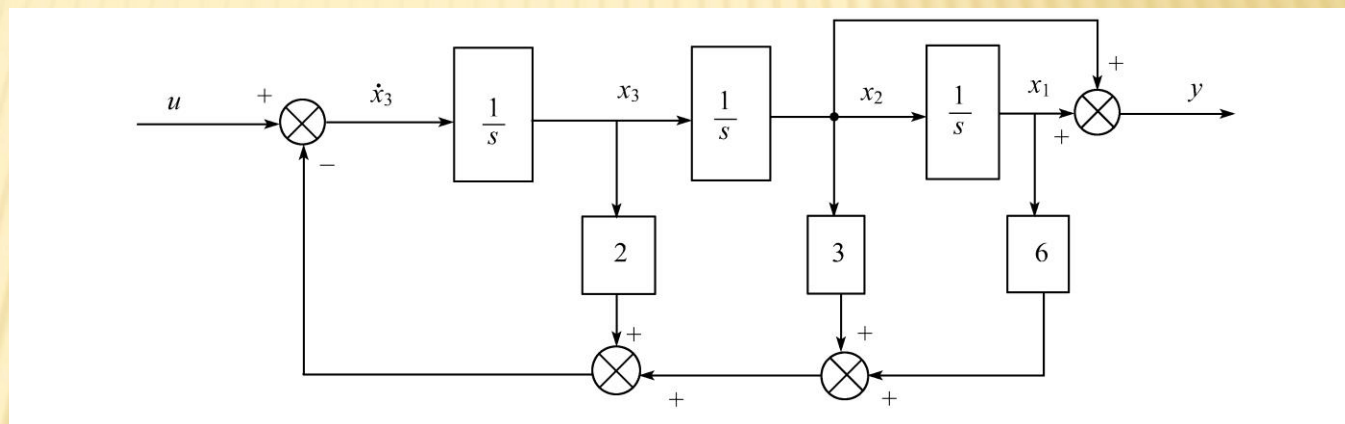 u
+
−
ẋ₃
1
s
x₃
1
s
x₂
1
s
x₁
+
+
y
2
3
6
+
+
+
+